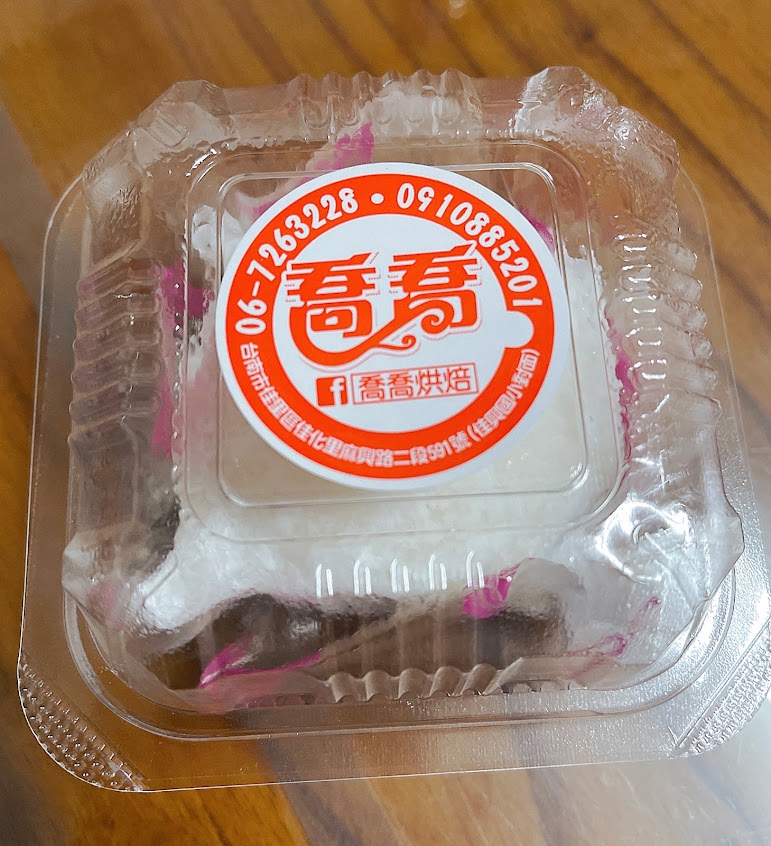 06-7263228 • 0910885201
喬喬
f 喬喬烘焙
台南市佳里區佳化里麻興路二段591號(佳興國小對面)